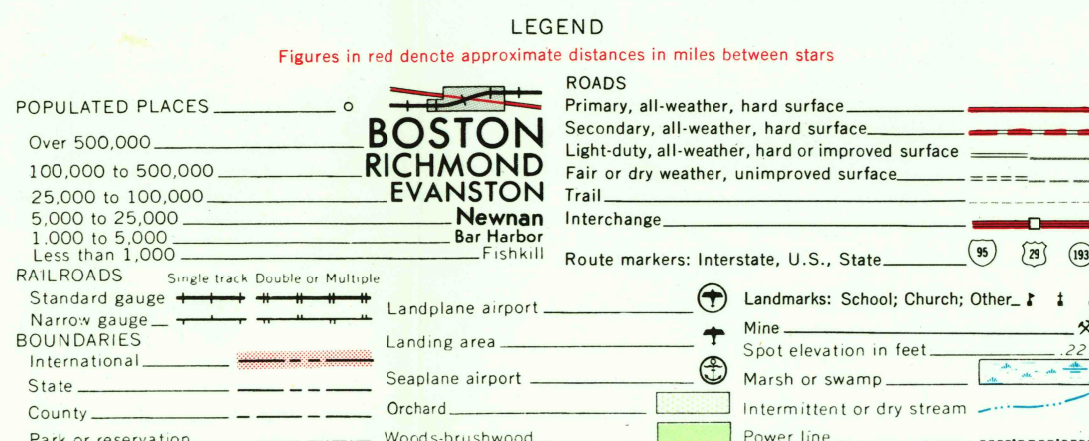 LEGEND
Figures in red denote approximate distances in miles between stars
POPULATED PLACES
Over 500,000 BOSTON
100,000 to 500,000 RICHMOND
25,000 to 100,000 EVANSTON
5,000 to 25,000 Newnan
1.000 to 5,000 Bar Harbor
Less than 1,000 Fishkill
RAILROADS Single track Double or Multiple
Standard gauge
Narrow gauge
BOUNDARIES
International
State
County
Park or reservation
Landplane airport
Landing area
Seaplane airport
Orchard
Woods-brushwood
ROADS
Primary, all-weather, hard surface
Secondary, all-weather, hard surface
Light-duty, all-weather, hard or improved surface
Fair or dry weather, unimproved surface
Trail
Interchange
Route markers: Interstate, U.S., State 95 29 193
Landmarks: School; Church; Other
Mine
Spot elevation in feet .22
Marsh or swamp
Intermittent or dry stream
Power line